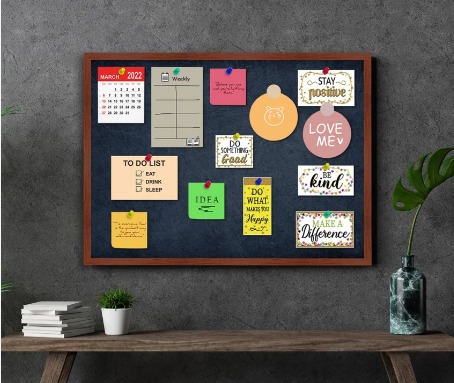 MARCH 2022
Weekly
STAY
positive
DO
SOMETHING
Good
LOVE
ME
TO DO LIST
EAT
DRINK
SLEEP
IDEA
DO
WHAT
MAKES YOU
Happy
BE
kind
MAKE A
Difference